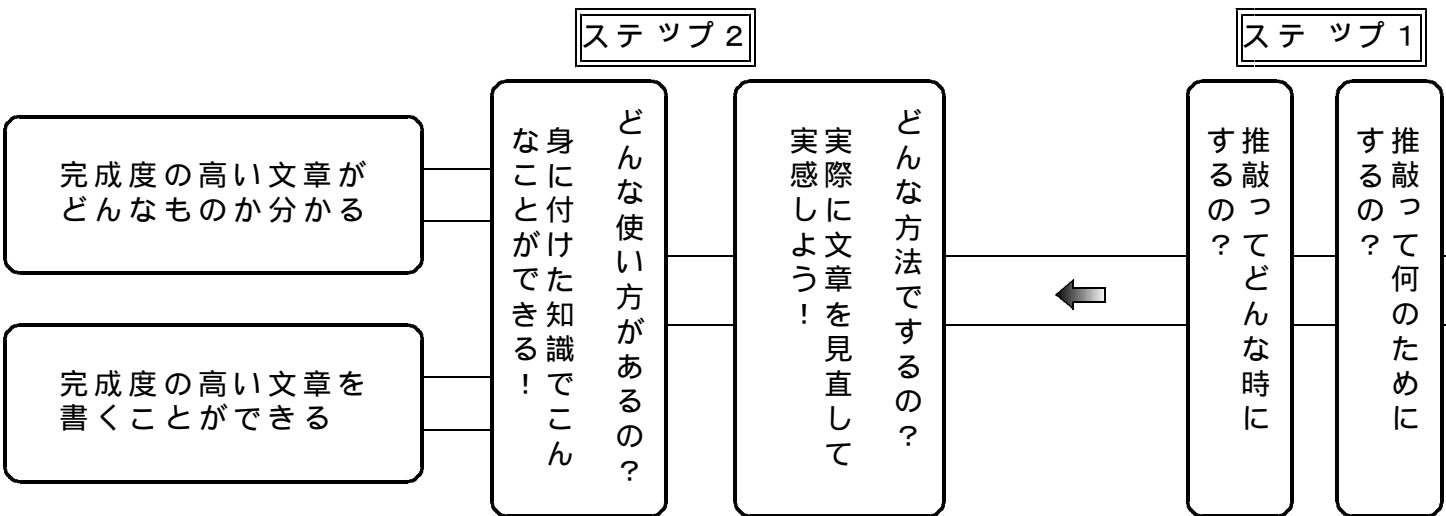 ステップ1
推敲って何のために
するの?
推敲ってどんな時に
するの?
ステップ2
どんな方法でするの?
実際に文章を見直して
実感しよう!
どんな使い方があるの?
身に付けた知識でこん
なことができる!
完成度の高い文章が
どんなものか分かる
完成度の高い文章を
書くことができる